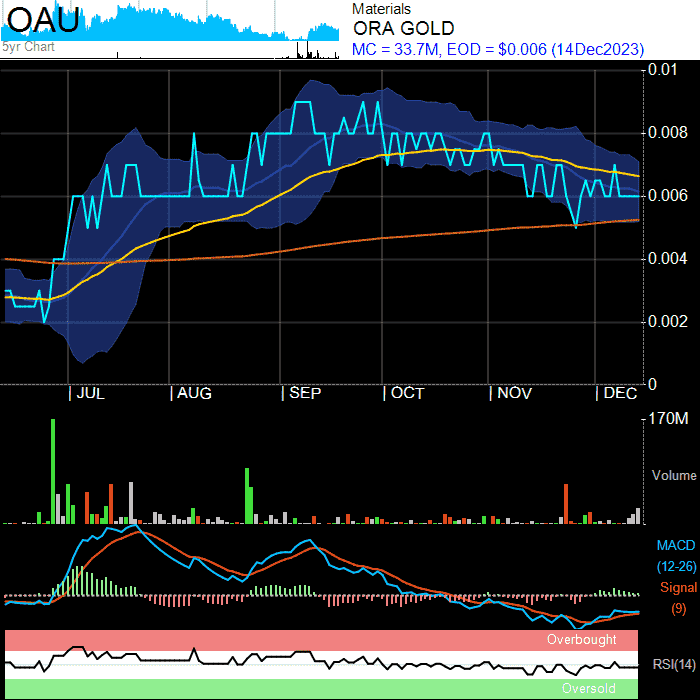 OAU
5yr Chart
Materials
ORA GOLD
MC = 33.7M, EOD = $0.006 (14Dec2023)
0.01
0.008
0.006
0.004
0.002
0
JUL AUG SEP OCT NOV DEC
170M
Volume
MACD
(12-26)
Signal
(9)
Overbought
RSI(14)
Oversold